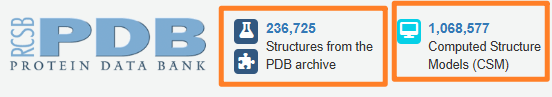 RCSB
PDB
PROTEIN DATA BANK
236,725
Structures from the
PDB archive
1,068,577
Computed Structure
Models (CSM)